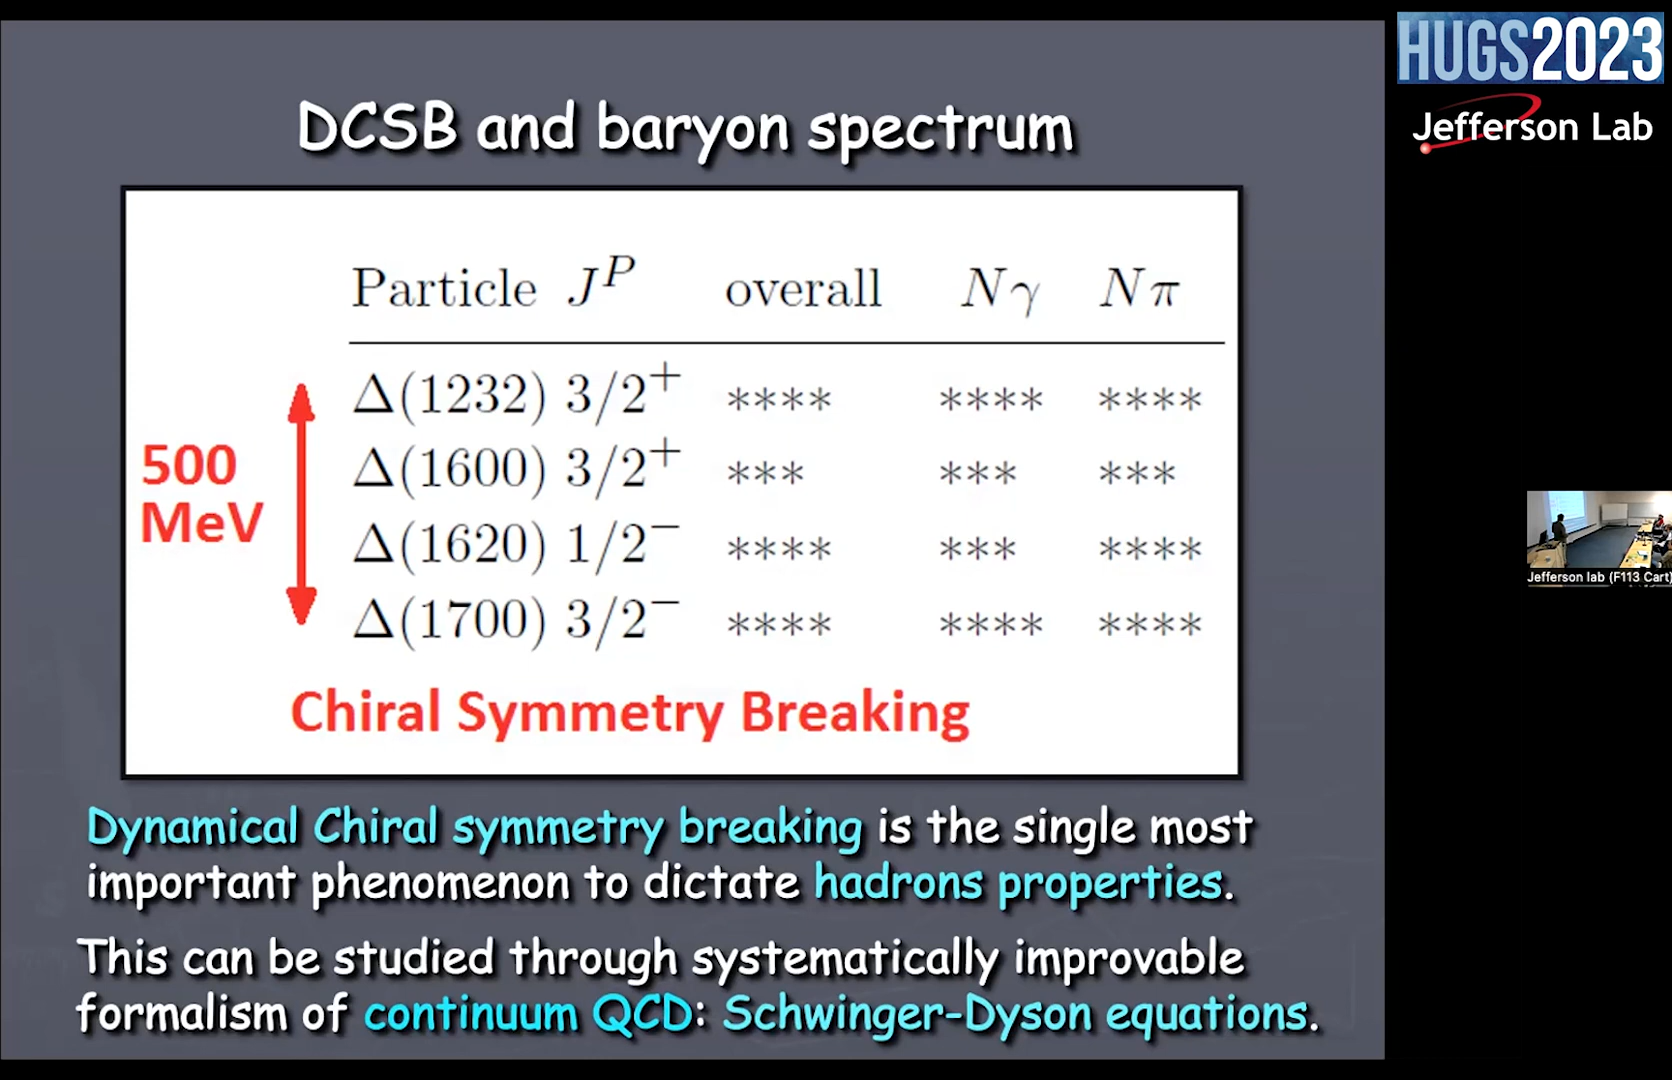 HUGS2023
Jefferson Lab
DCSB and baryon spectrum
Particle J^P overall Nγ Nπ
Δ(1232) 3/2⁺ **** **** ****
Δ(1600) 3/2⁺ *** *** ***
Δ(1620) 1/2⁻ **** *** ****
Δ(1700) 3/2⁻ **** **** ****
500
MeV
Chiral Symmetry Breaking
Dynamical Chiral symmetry breaking is the single most
important phenomenon to dictate hadrons properties.
This can be studied through systematically improvable
formalism of continuum QCD: Schwinger-Dyson equations.
Jefferson lab (F113 Cart)